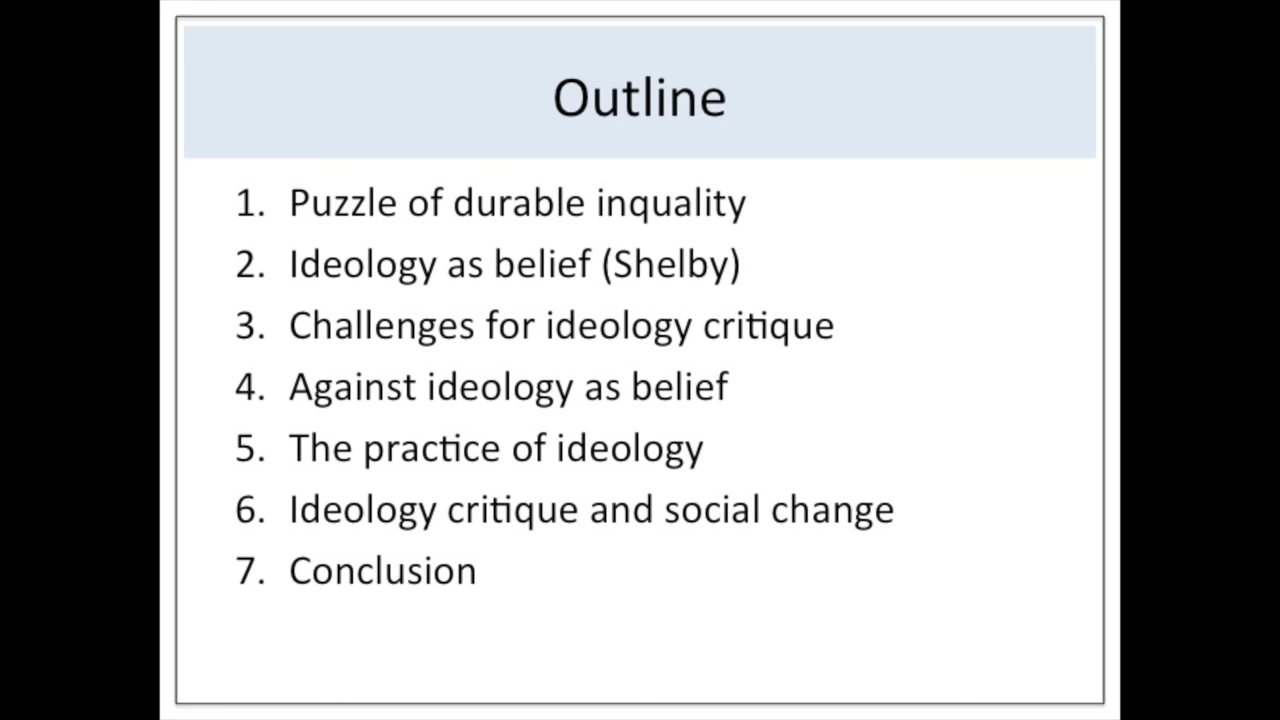 Outline
1. Puzzle of durable inquality
2. Ideology as belief (Shelby)
3. Challenges for ideology critique
4. Against ideology as belief
5. The practice of ideology
6. Ideology critique and social change
7. Conclusion